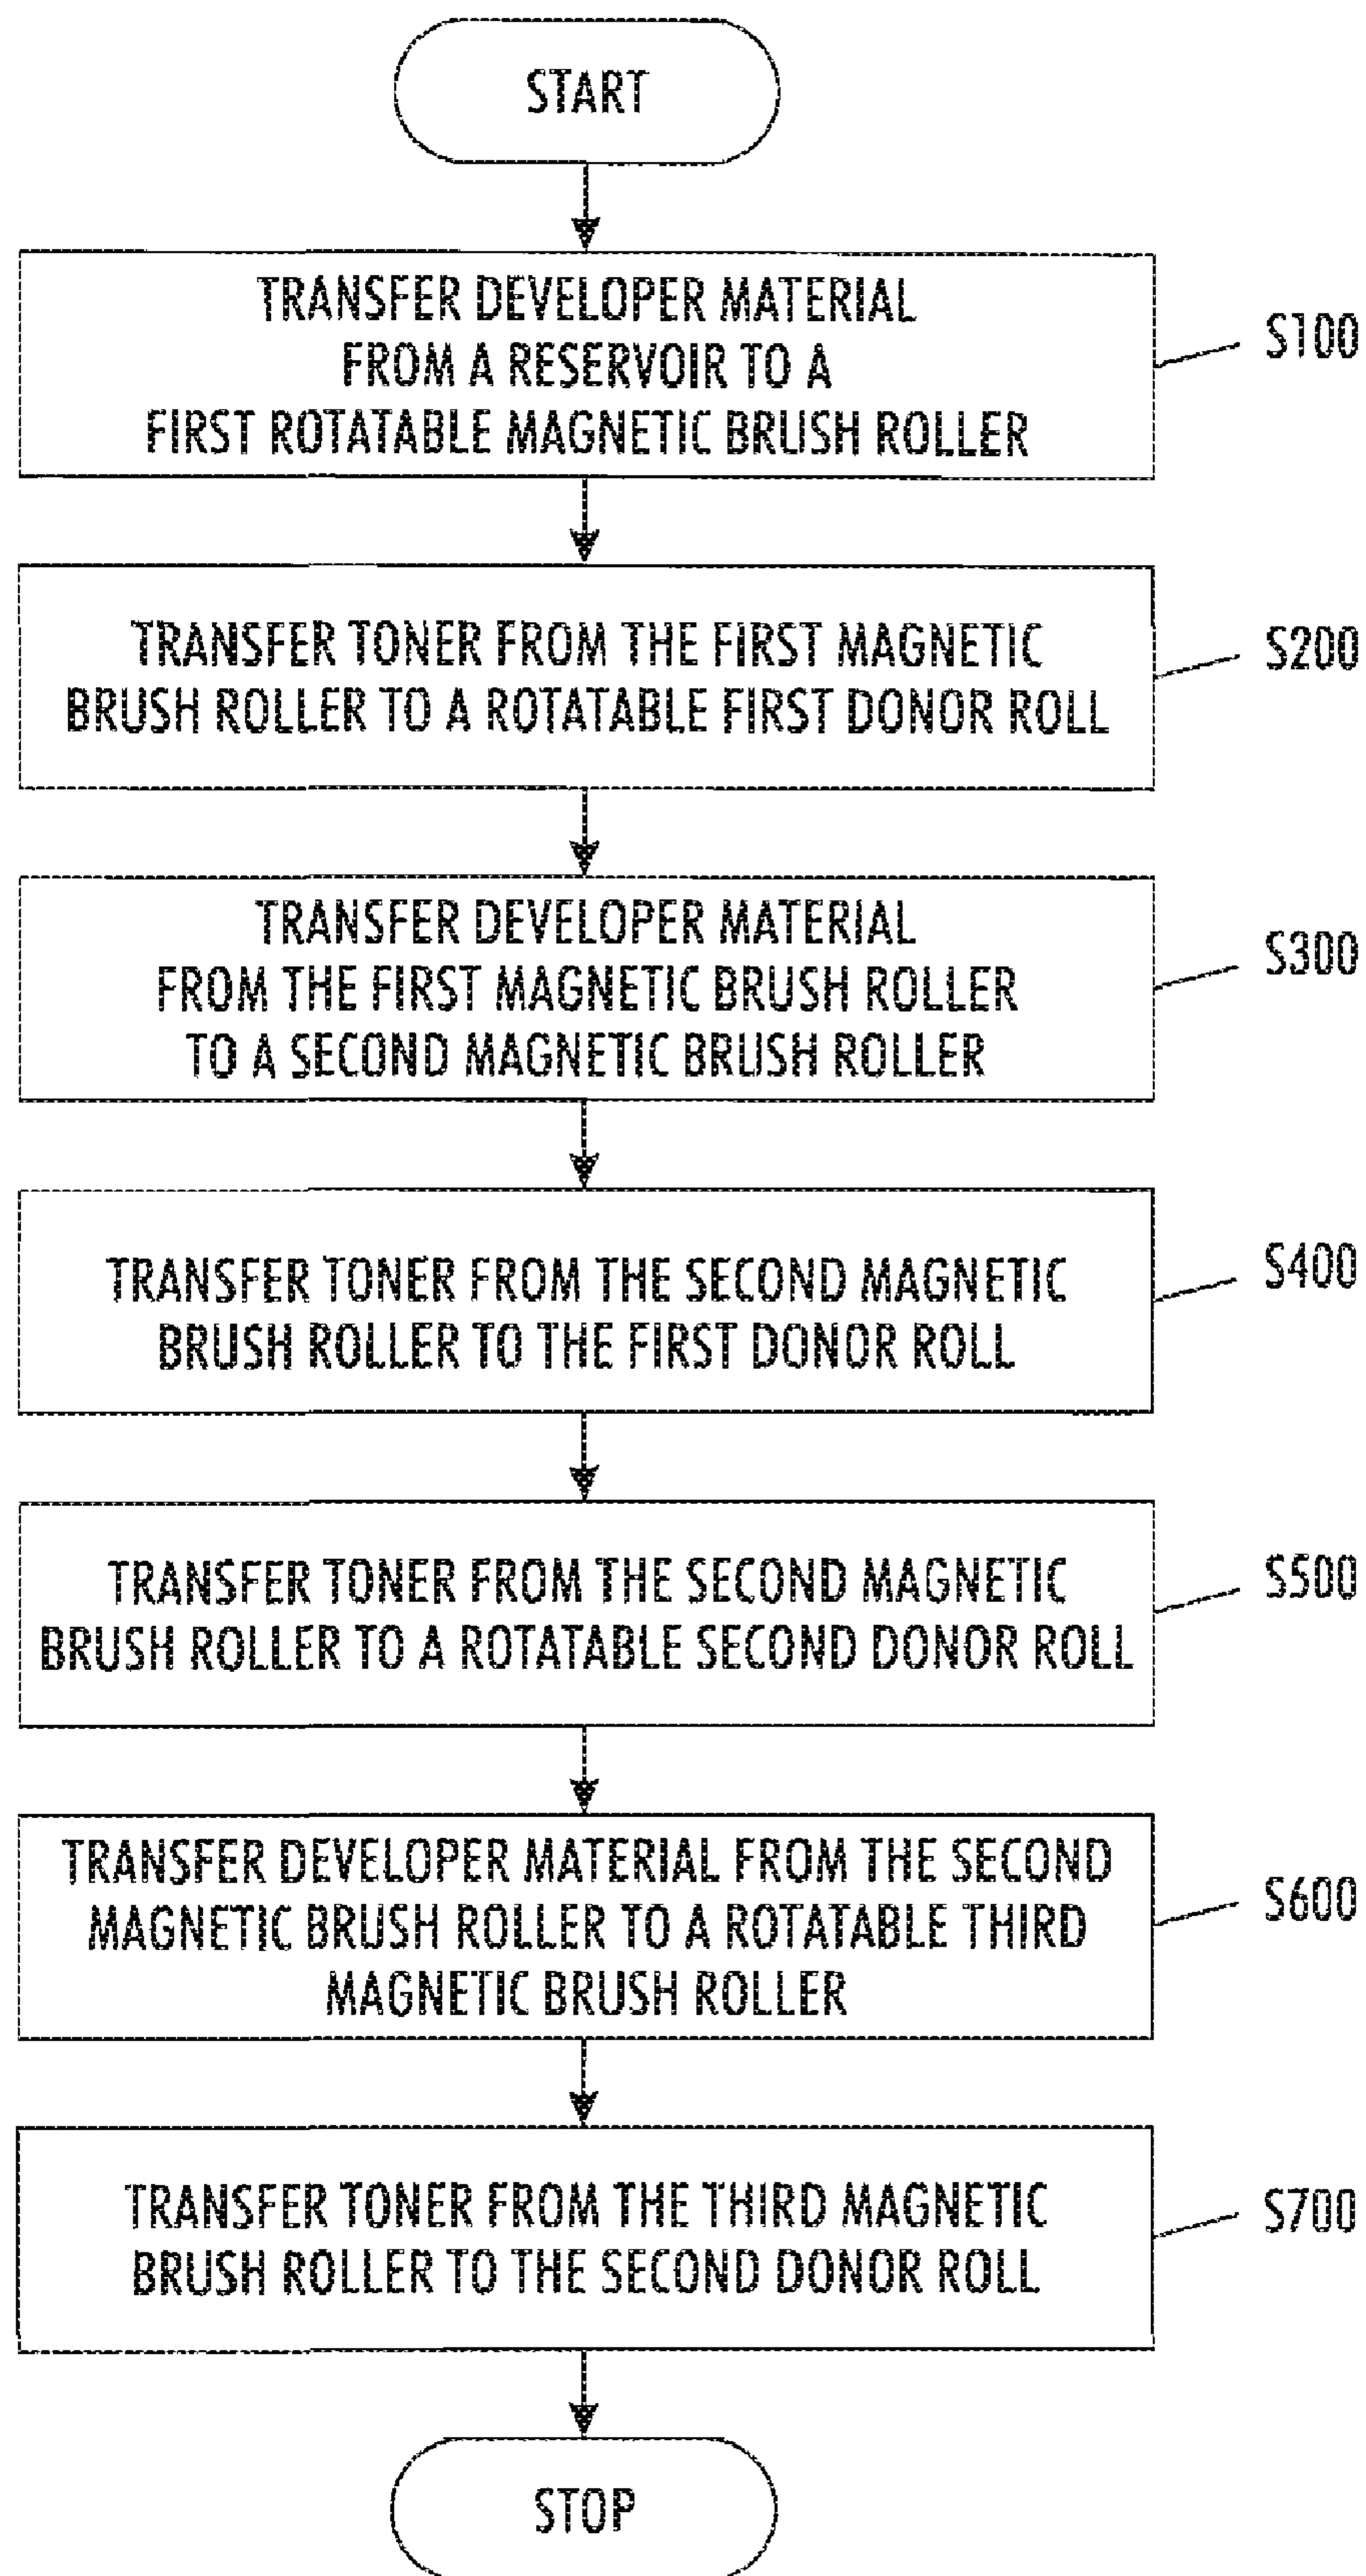 START
TRANSFER DEVELOPER MATERIAL
FROM A RESERVOIR TO A
FIRST ROTATABLE MAGNETIC BRUSH ROLLER
S100
TRANSFER TONER FROM THE FIRST MAGNETIC
BRUSH ROLLER TO A ROTATABLE FIRST DONOR ROLL
S200
TRANSFER DEVELOPER MATERIAL
FROM THE FIRST MAGNETIC BRUSH ROLLER
TO A SECOND MAGNETIC BRUSH ROLLER
S300
TRANSFER TONER FROM THE SECOND MAGNETIC
BRUSH ROLLER TO THE FIRST DONOR ROLL
S400
TRANSFER TONER FROM THE SECOND MAGNETIC
BRUSH ROLLER TO A ROTATABLE SECOND DONOR ROLL
S500
TRANSFER DEVELOPER MATERIAL FROM THE SECOND
MAGNETIC BRUSH ROLLER TO A ROTATABLE THIRD
MAGNETIC BRUSH ROLLER
S600
TRANSFER TONER FROM THE THIRD MAGNETIC
BRUSH ROLLER TO THE SECOND DONOR ROLL
S700
STOP